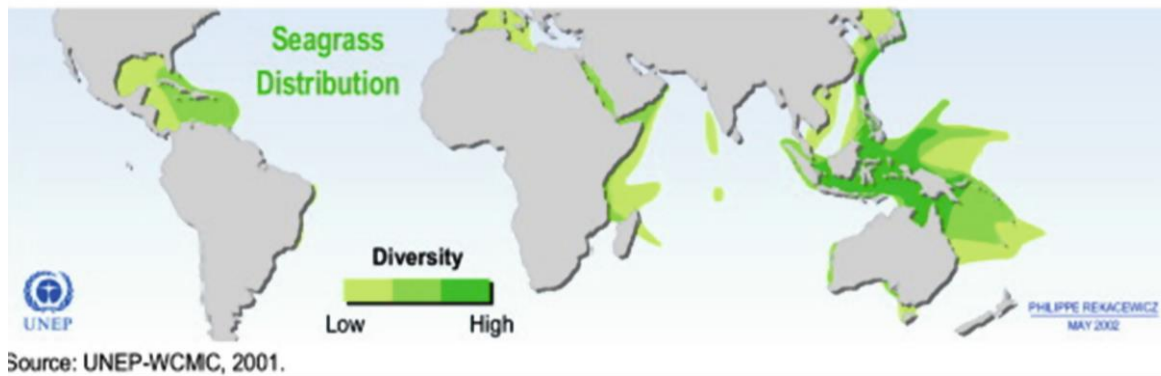 Seagrass
Distribution
Diversity
Low High
UNEP
PHILIPPE REKACEWICZ
MAY 2002
Source: UNEP-WCMC, 2001.